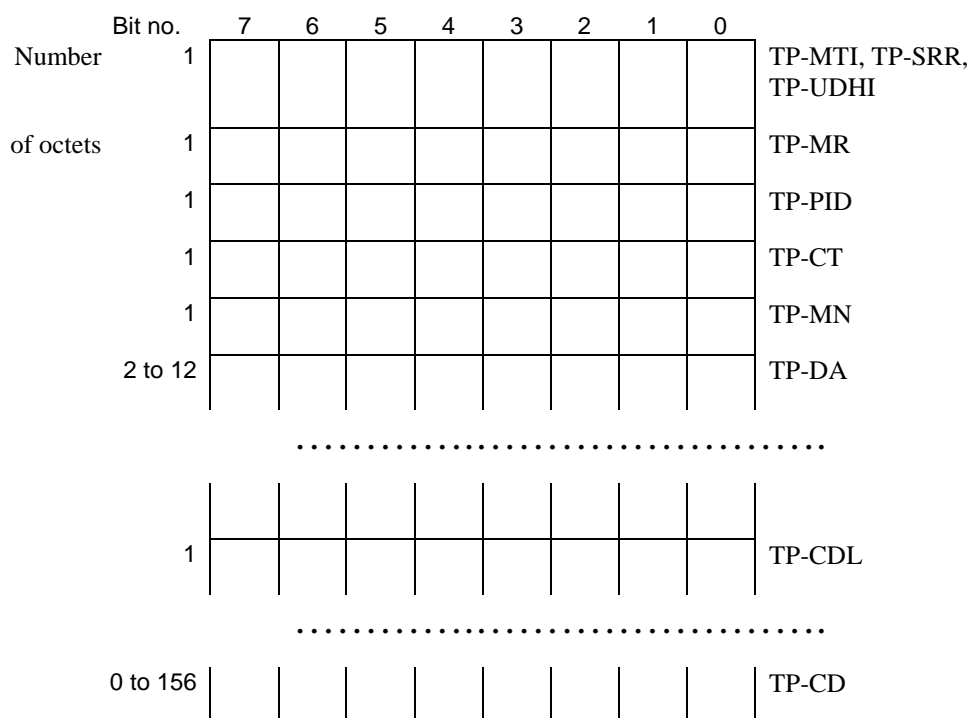 Bit no. 7 6 5 4 3 2 1 0
Number 1 TP-MTI, TP-SRR,
TP-UDHI
of octets 1 TP-MR
1 TP-PID
1 TP-CT
1 TP-MN
2 to 12 TP-DA
1 TP-CDL
0 to 156 TP-CD